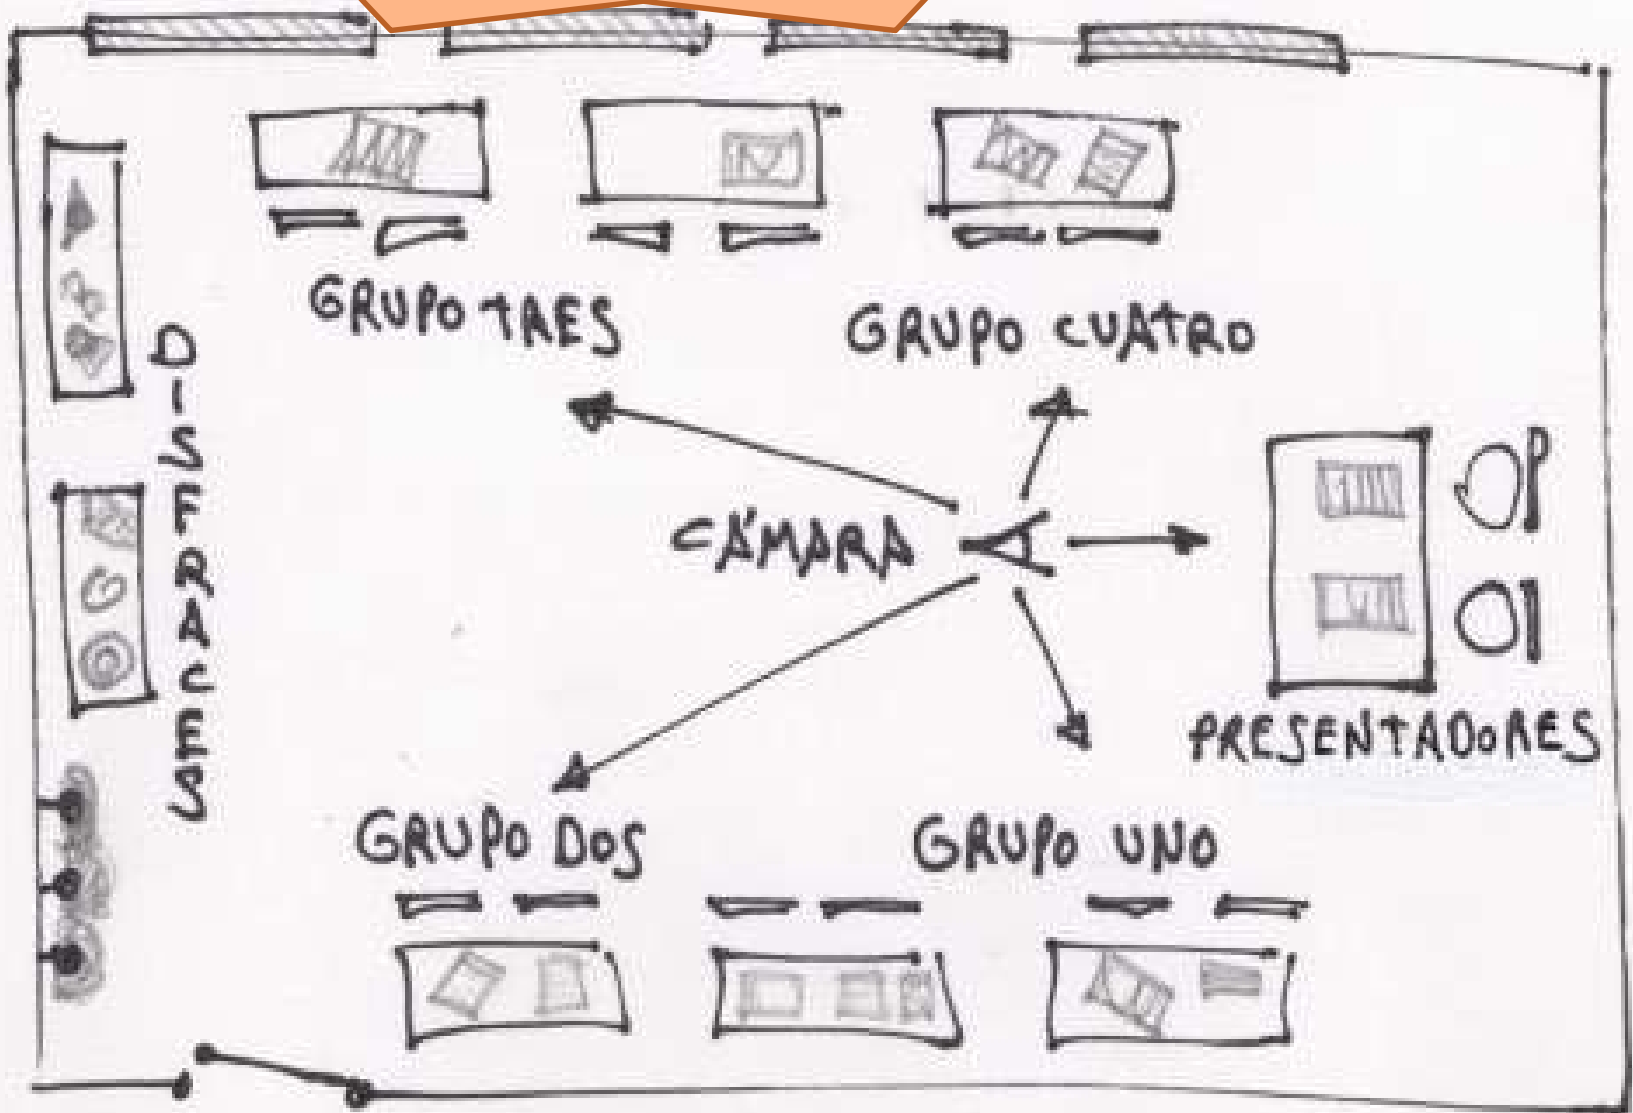 GRUPO TRES
GRUPO CUATRO
DISFRACES
CÁMARA
PRESENTADORES
GRUPO DOS
GRUPO UNO